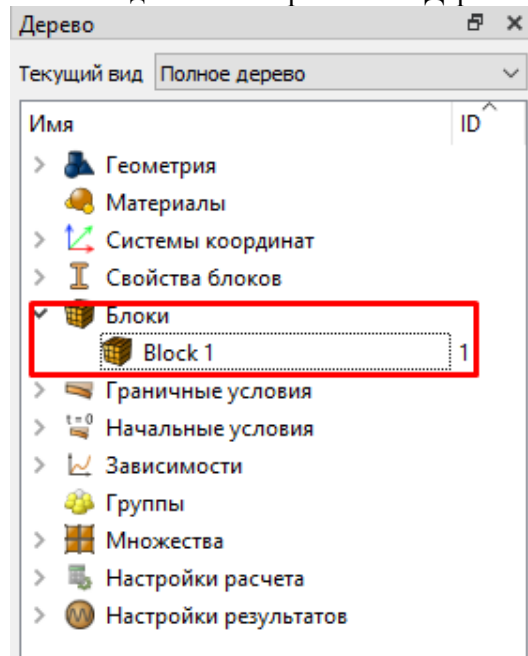 Дерево
Текущий вид Полное дерево
Имя ID
Геометрия
Материалы
Системы координат
Свойства блоков
Блоки
Block 1 1
Граничные условия
t=0 Начальные условия
Зависимости
Группы
Множества
Настройки расчета
Настройки результатов